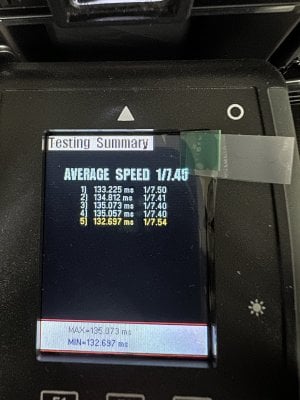 Testing Summary
AVERAGE SPEED 1/7.45
1) 133.225 ms 1/7.50
2) 134.812 ms 1/7.41
3) 135.073 ms 1/7.40
4) 135.057 ms 1/7.40
5) 132.697 ms 1/7.54
MAX=135.073 ms
MIN=132.697 ms